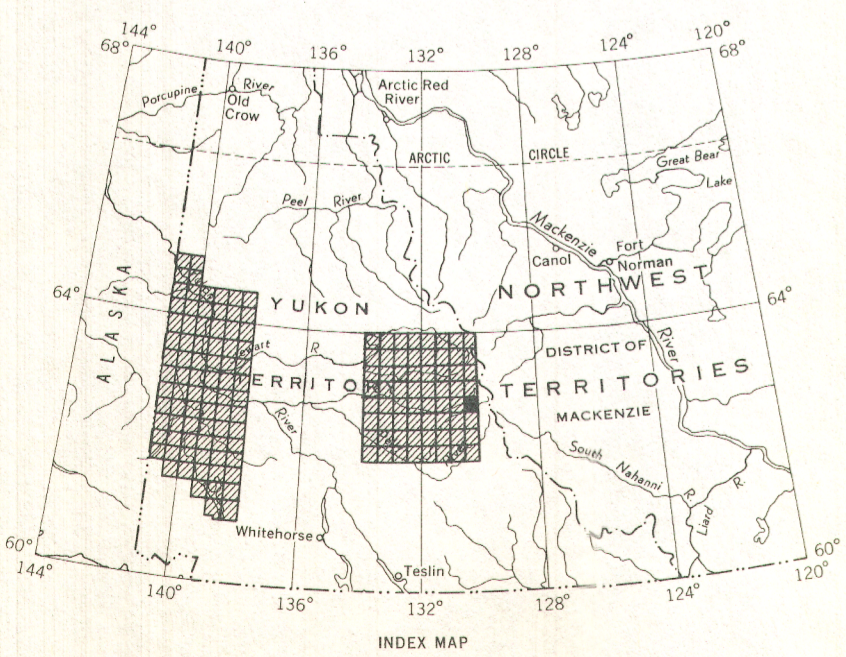 144°
68°
140°
136°
132°
128°
124°
120°
68°
Porcupine River
Old
Crow
Arctic Red
River
ARCTIC CIRCLE
Great Bear
Lake
Peel River
Mackenzie
River
Canol
Fort
Norman
ALASKA
64°
64°
YUKON
ERRITORY
NORTHWEST
TERRITORIES
DISTRICT OF
MACKENZIE
R.
River
River
South Nahanni R.
Liard R.
Whitehorse
Teslin
60°
144°
140°
136°
132°
128°
124°
60°
120°
INDEX MAP